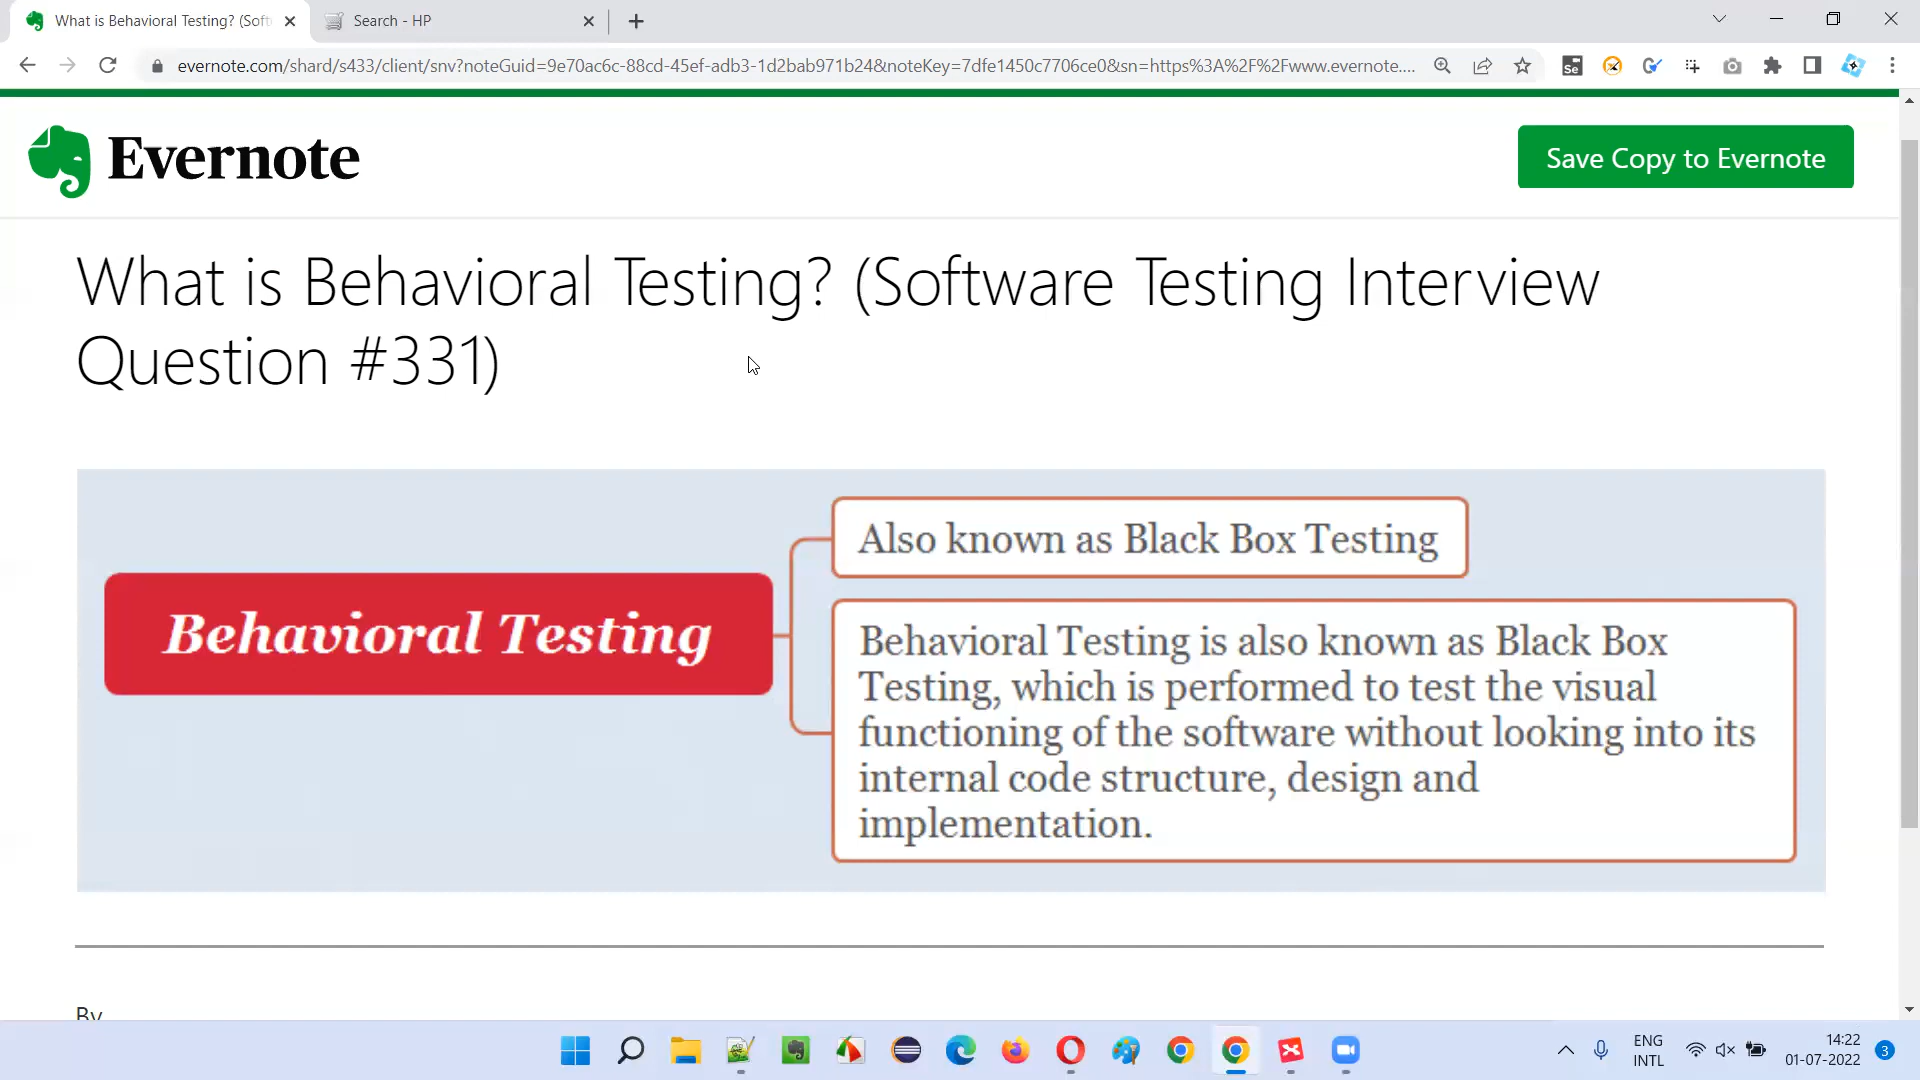 What is Behavioral Testing? (Soft
Search - HP
evernote.com/shard/s433/client/snv?noteGuid=9e70ac6c-88cd-45ef-adb3-1d2bab971b24&noteKey=7dfe1450c7706ce0&sn=https%3A%2F%2Fwww.evernote....
Se
Evernote
Save Copy to Evernote
What is Behavioral Testing? (Software Testing Interview
Question #331)
Behavioral Testing
Also known as Black Box Testing
Behavioral Testing is also known as Black Box
Testing, which is performed to test the visual
functioning of the software without looking into its
internal code structure, design and
implementation.
By
ENG
INTL
14:22
01-07-2022
3